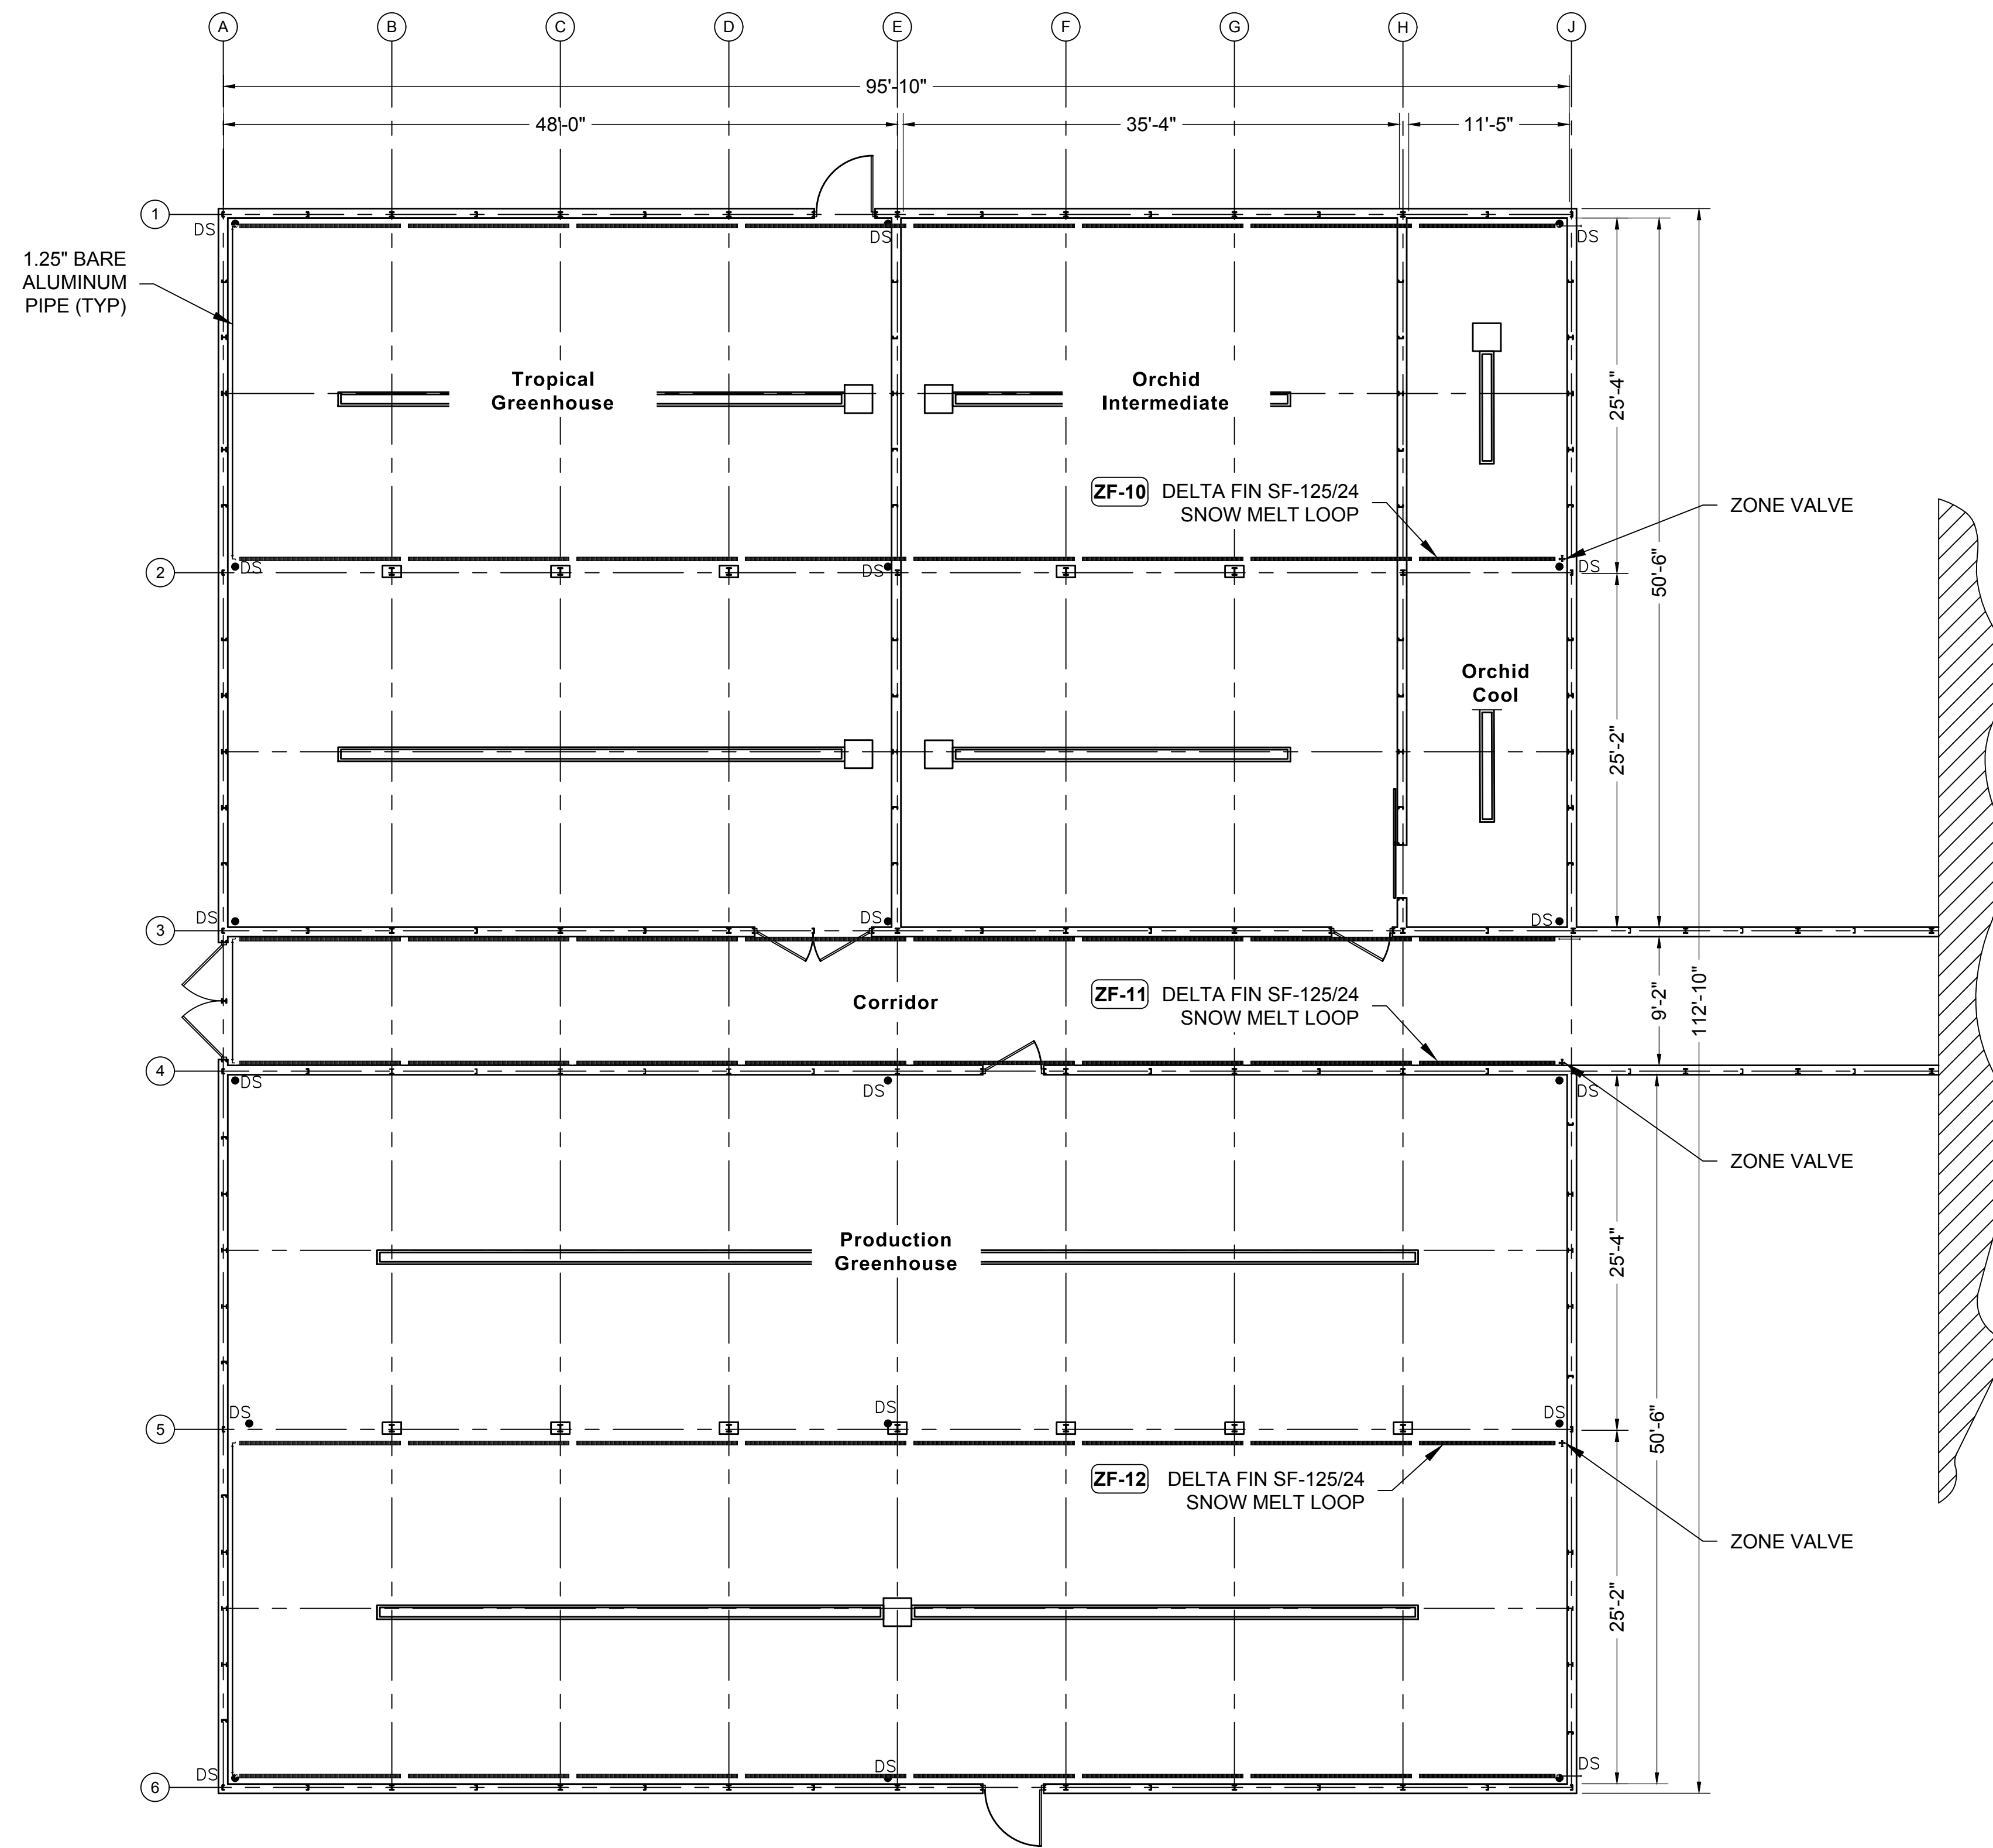 A B C D E F G H J
95'-10"
48'-0" 35'-4" 11'-5"
1
DS DS DS
1.25" BARE
ALUMINUM
PIPE (TYP)
Tropical
Greenhouse
Orchid
Intermediate
25'-4"
ZF-10 DELTA FIN SF-125/24
SNOW MELT LOOP
ZONE VALVE
2
DS DS DS
50'-6"
Orchid
Cool
25'-2"
3
DS DS DS
Corridor
ZF-11 DELTA FIN SF-125/24
SNOW MELT LOOP
9'-2"
112'-10"
4
DS DS DS
ZONE VALVE
Production
Greenhouse
25'-4"
5
DS DS DS
50'-6"
ZF-12 DELTA FIN SF-125/24
SNOW MELT LOOP
ZONE VALVE
25'-2"
6
DS DS DS